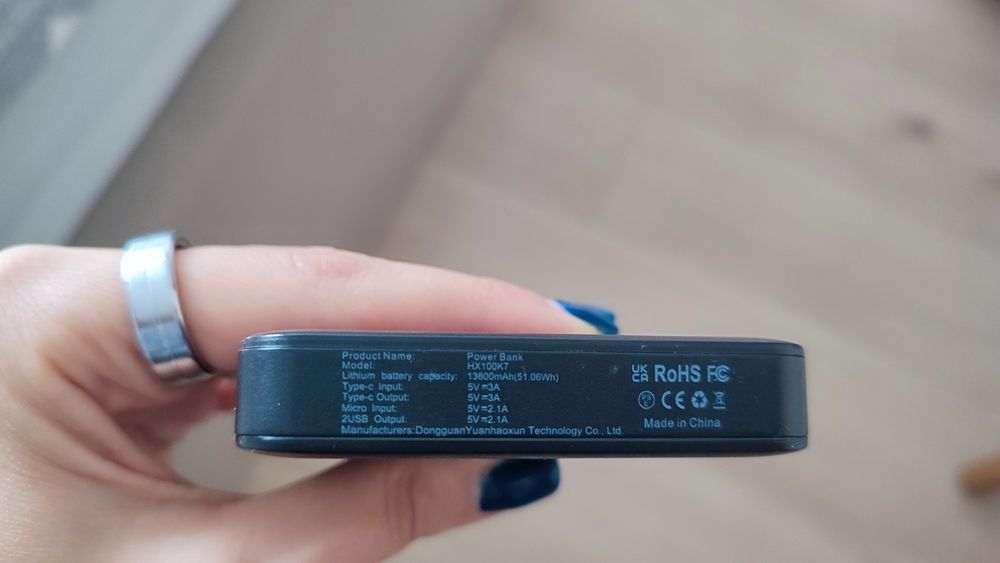 Product Name: Power Bank
Model: HX100K7
Lithium battery capacity: 13800mAh(51.06Wh)
Type-c Input: 5V=3A
Type-c Output: 5V=3A
Micro Input: 5V=2.1A
2USB Output: 5V=2.1A
Manufacturers:DongguanYuanhaoxun Technology Co., Ltd.
UK
CA RoHS FC
PS
E CE
Made in China